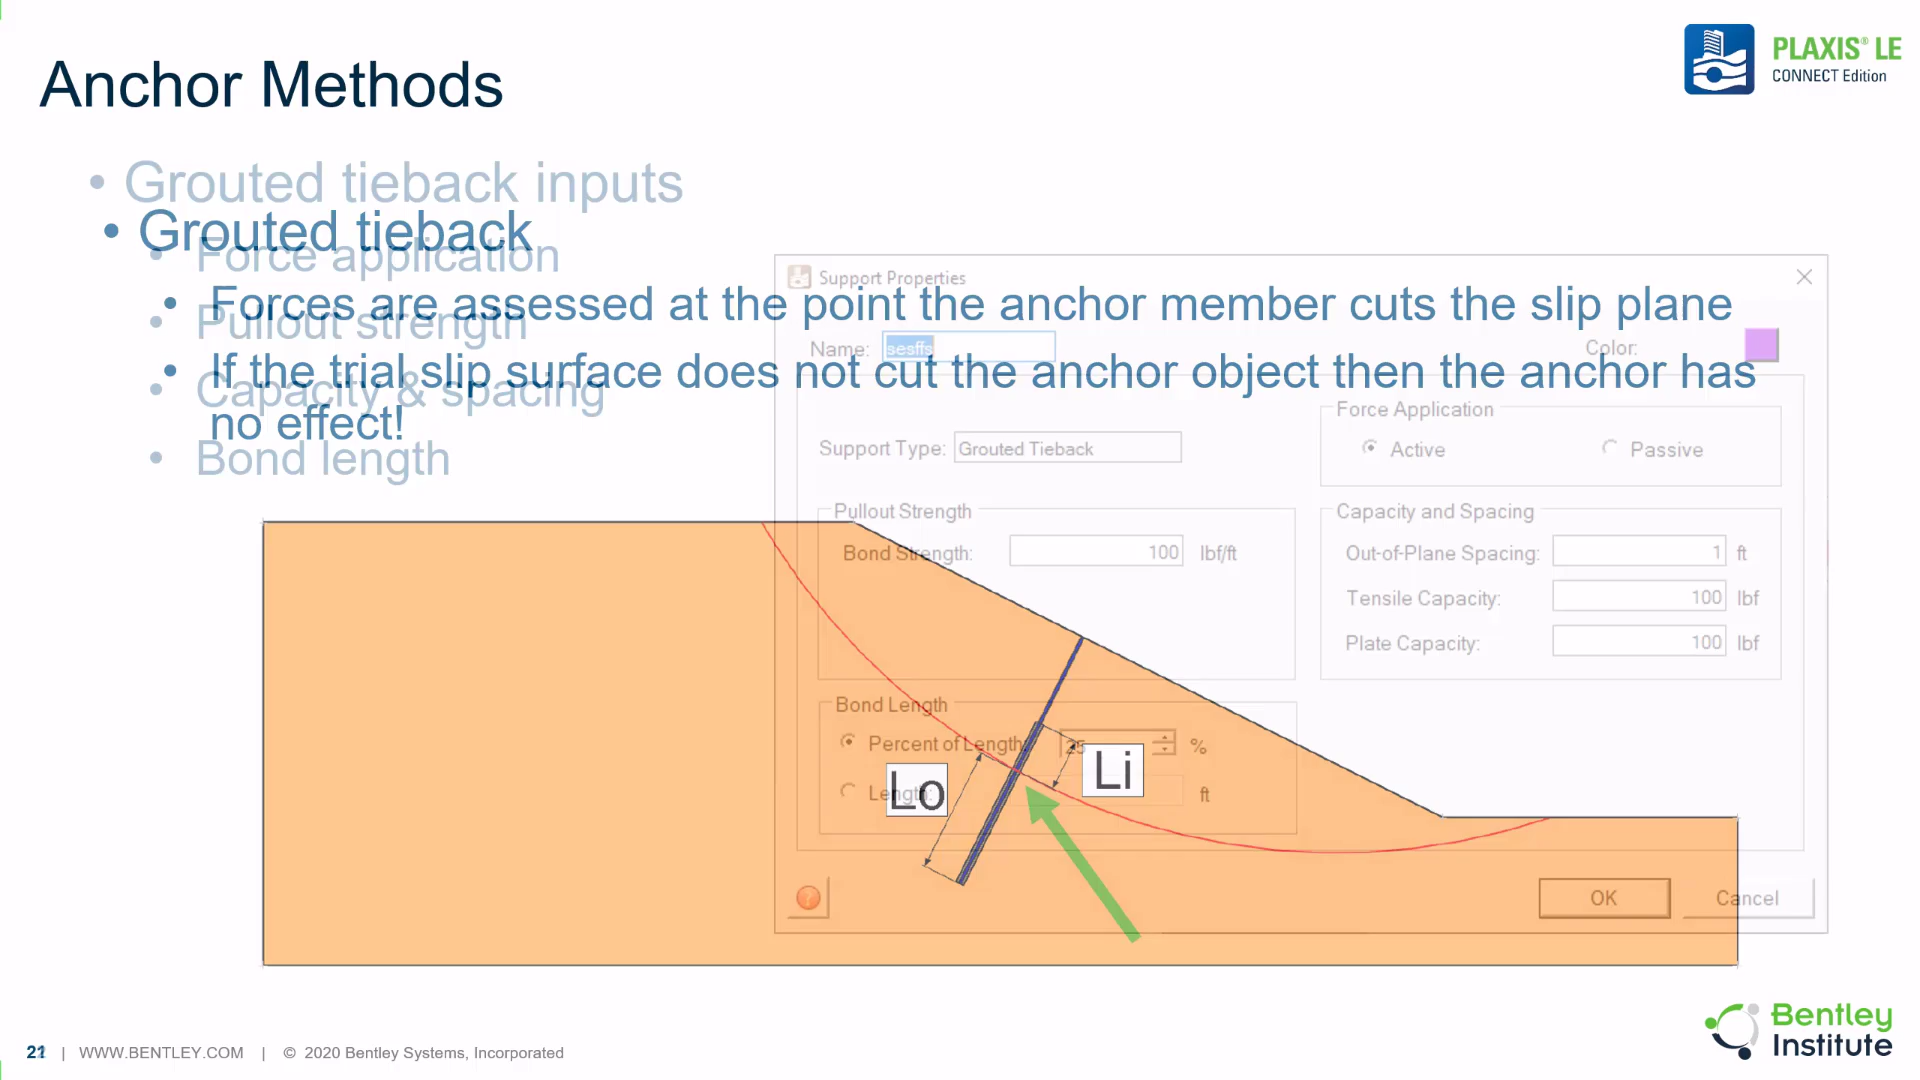 Anchor Methods
PLAXIS® LE
CONNECT Edition
• Grouted tieback inputs
• Force application
• Pullout strength
• Capacity & spacing
• Bond length
• Grouted tieback
• Forces are assessed at the point the anchor member cuts the slip plane
• If the trial slip surface does not cut the anchor object then the anchor has
no effect!
Support Properties
Name: sesffs
Color:
Support Type: Grouted Tieback
Force Application
Active Passive
Pullout Strength
Bond Strength: 100 lbf/ft
Capacity and Spacing
Out-of-Plane Spacing: 1 ft
Tensile Capacity: 100 lbf
Plate Capacity: 100 lbf
Bond Length
Percent of Length 25 %
Length: ft
Lo
Li
?
OK Cancel
| WWW.BENTLEY.COM | © 2020 Bentley Systems, Incorporated
Bentley
Institute